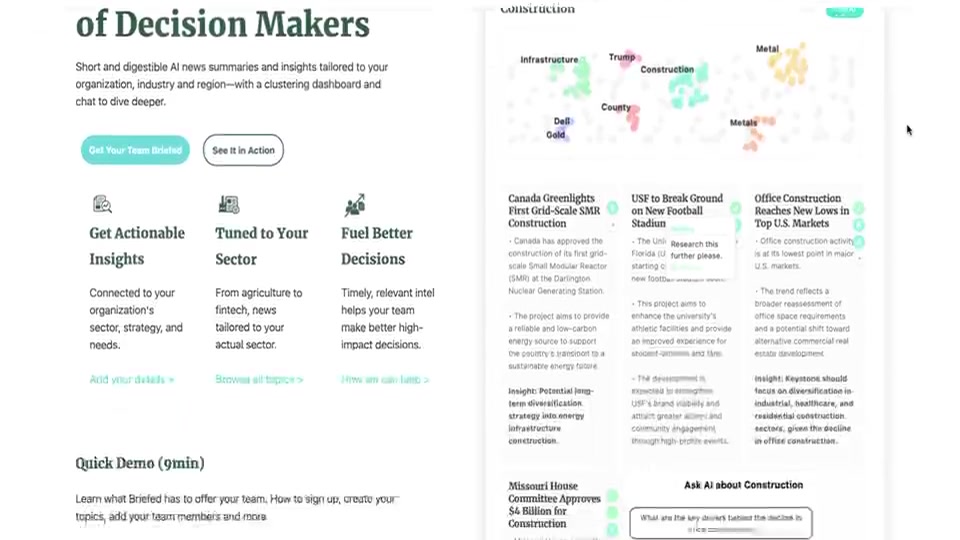 of Decision Makers
Short and digestible AI news summaries and insights tailored to your
organization, industry and region—with a clustering dashboard and
chat to dive deeper.
Get Your Team Briefed
See It in Action
Get Actionable
Insights
Connected to your
organization's
sector, strategy, and
needs.
Add your details >
Tuned to Your
Sector
From agriculture to
fintech, news
tailored to your
actual sector.
Browse all topics >
Fuel Better
Decisions
Timely, relevant intel
helps your team
make better high-
impact decisions.
How we can help >
Quick Demo (9min)
Learn what Briefed has to offer your team. How to sign up, create your
topics, add your team members and more
Construction
Infrastructure
Trump
Construction
Metal
County
Dell
Gold
Metals
Canada Greenlights
First Grid-Scale SMR
Construction
• Canada has approved the
construction of its first grid-
scale Small Modular Reactor
(SMR) at the Darlington
Nuclear Generating Station.
• The project aims to provide
a reliable and low-carbon
energy source to support
the country's transition to a
sustainable energy future.
Insight: Potential long-
term diversification
strategy into energy
infrastructure
construction.
USF to Break Ground
on New Football
Stadium
Research this
further please.
Florida
starting
new football
• This project aims to
enhance the university's
athletic facilities and provide
an improved experience for
student-athletes and fans.
• The development is
expected to strengthen
USF's brand visibility and
attract greater alumni and
community engagement
through high-profile events.
Office Construction
Reaches New Lows in
Top U.S. Markets
• Office construction activity
is at its lowest point in major
U.S. markets.
• The trend reflects a
broader reassessment of
office space requirements
and a potential shift toward
alternative commercial real
estate development.
Insight: Keystone should
focus on diversification in
industrial, healthcare, and
residential construction
sectors, given the decline
in office construction.
Missouri House
Committee Approves
$4 Billion for
Construction
Ask AI about Construction
What are the key drivers behind the decline in